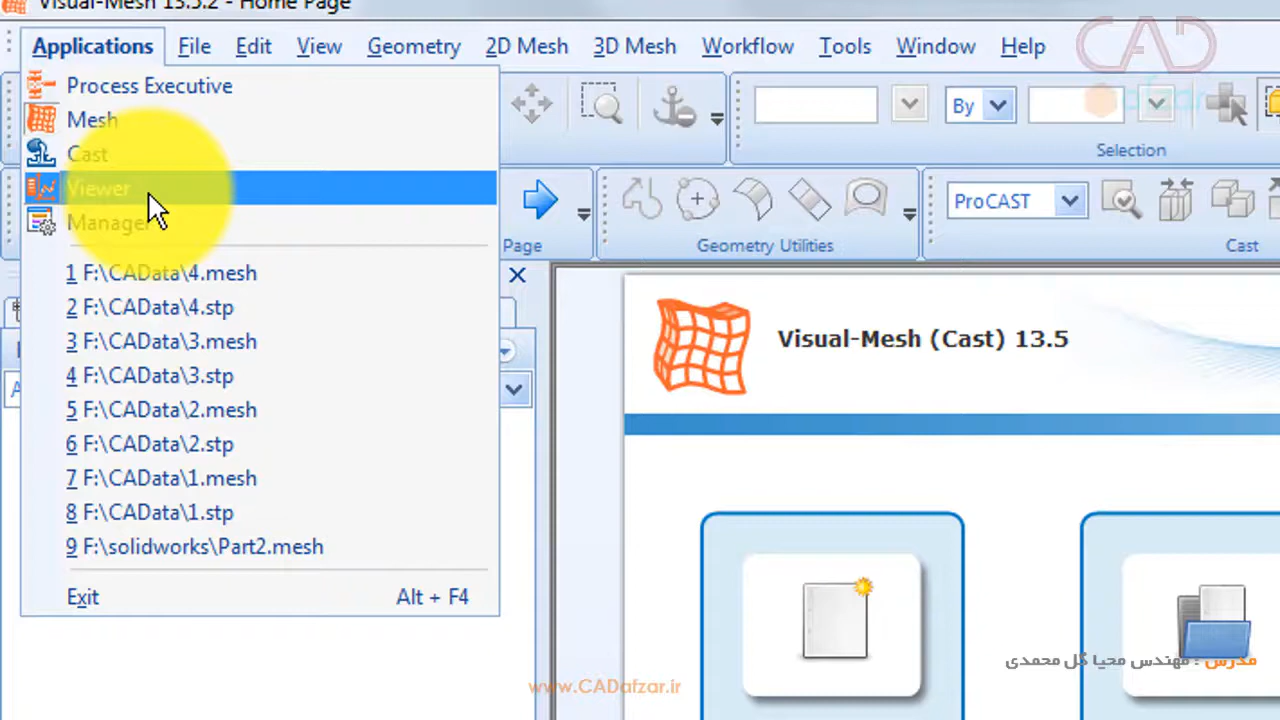 Visual-Mesh 13.5.2 - Home Page
Applications File Edit View Geometry 2D Mesh 3D Mesh Workflow Tools Window Help
CAD
afzar
Process Executive
Mesh
Cast
Viewer
Manager
By
Selection
ProCAST
Page
Geometry Utilities
Cast
1 F:\CAData\4.mesh
2 F:\CAData\4.stp
3 F:\CAData\3.mesh
4 F:\CAData\3.stp
5 F:\CAData\2.mesh
6 F:\CAData\2.stp
7 F:\CAData\1.mesh
8 F:\CAData\1.stp
9 F:\solidworks\Part2.mesh
Exit Alt + F4
Visual-Mesh (Cast) 13.5
مدرس : مهندس محیا گل محمدی
www.CADafzar.ir